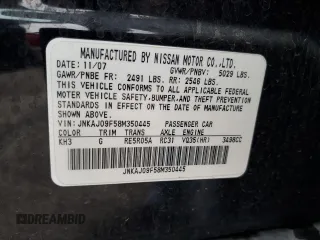 MANUFACTURED BY NISSAN MOTOR CO.,LTD.
DATE: 11/07 GVWR/PNBV: 5029 LBS.
GAWR/PNBE FR: 2491 LBS. RR: 2546 LBS.
THIS VEHICLE CONFORMS TO ALL APPLICABLE FEDERAL
MOTOR VEHICLE SAFETY, BUMPER, AND THEFT PREVENTION
STANDARDS IN EFFECT ON THE DATE OF MANUFACTURE
SHOWN ABOVE.
VIN: JNKAJ09F58M350445 PASSENGER CAR
COLOR TRIM TRANS AXLE ENGINE
KH3 G RE5R05A RC31 VQ35(HR) 3498CC
JNKAJ09F58M350445
DREAMBID